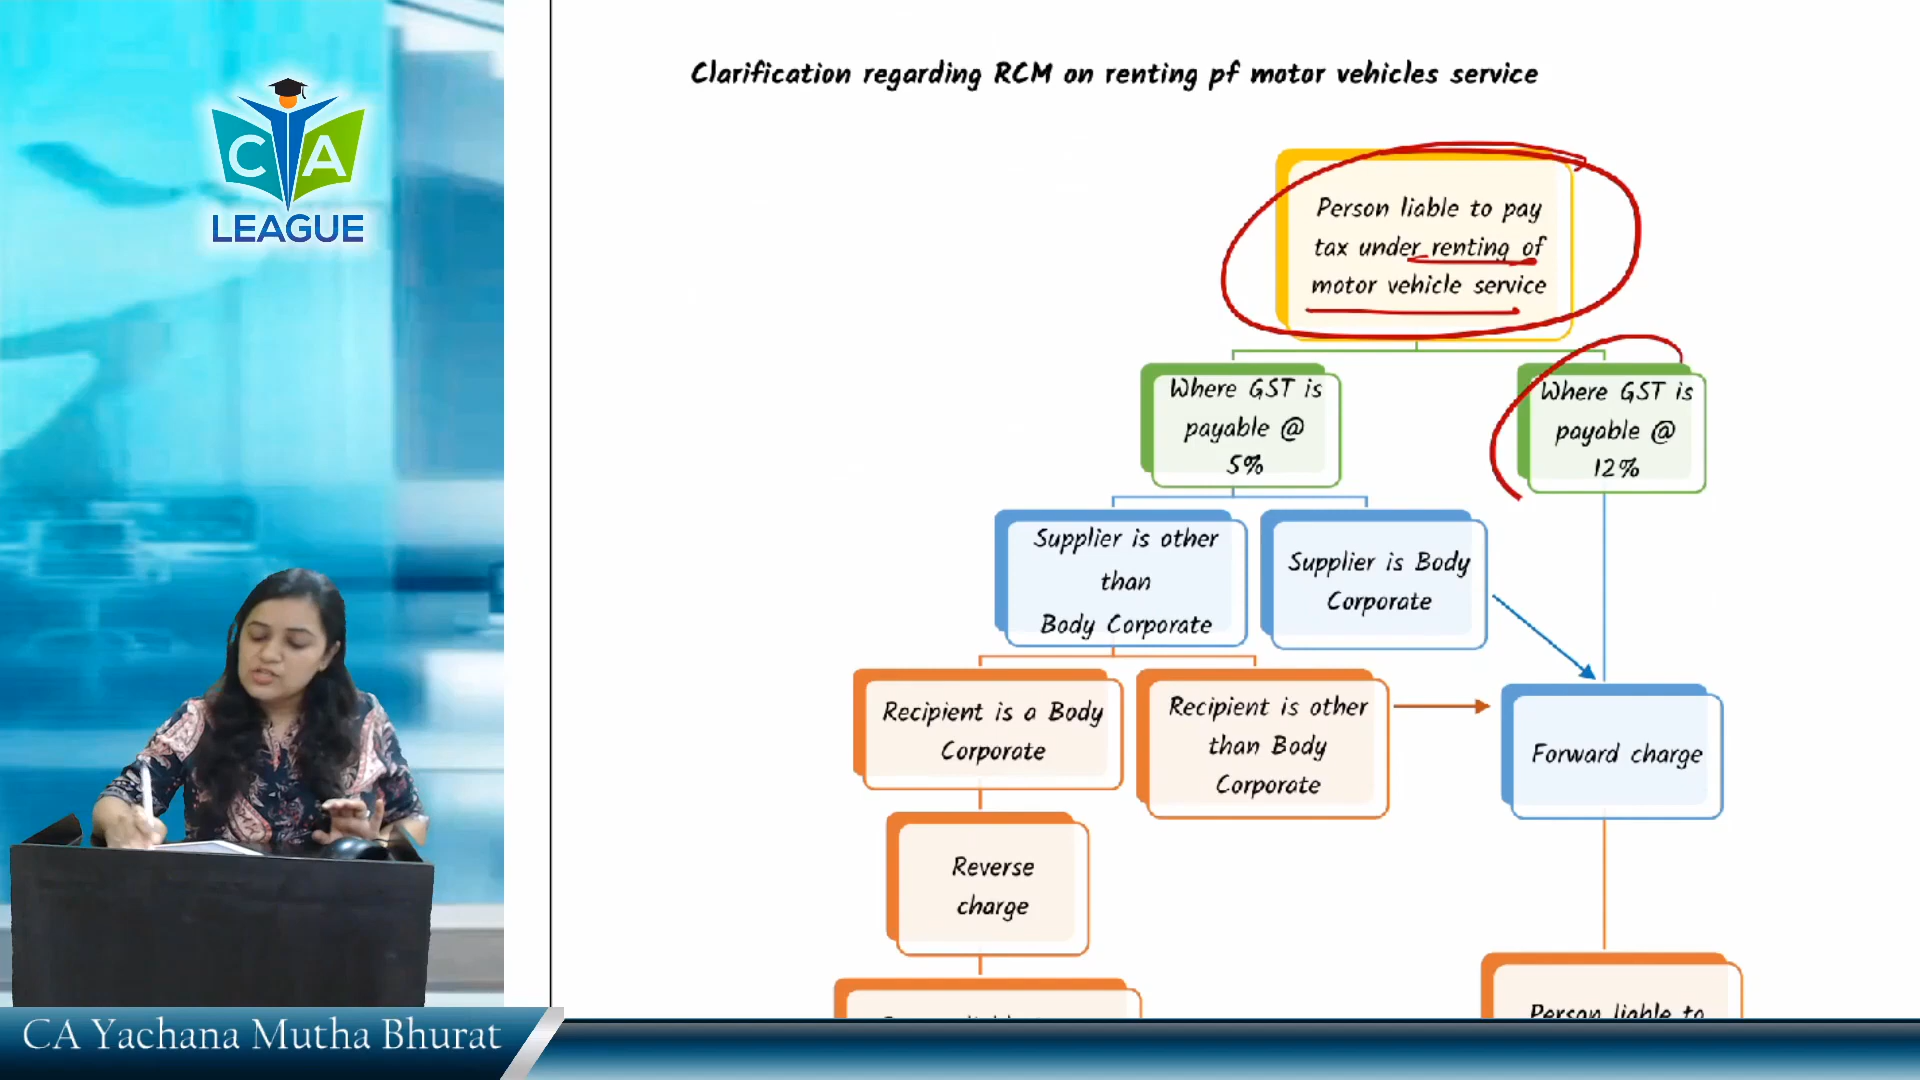 C A
LEAGUE
Clarification regarding RCM on renting pf motor vehicles service
Person liable to pay
tax under renting of
motor vehicle service
Where GST is
payable @
5%
Where GST is
payable @
12%
Supplier is other
than
Body Corporate
Supplier is Body
Corporate
Recipient is a Body
Corporate
Recipient is other
than Body
Corporate
Forward charge
Reverse
charge
Person liable to
CA Yachana Mutha Bhurat